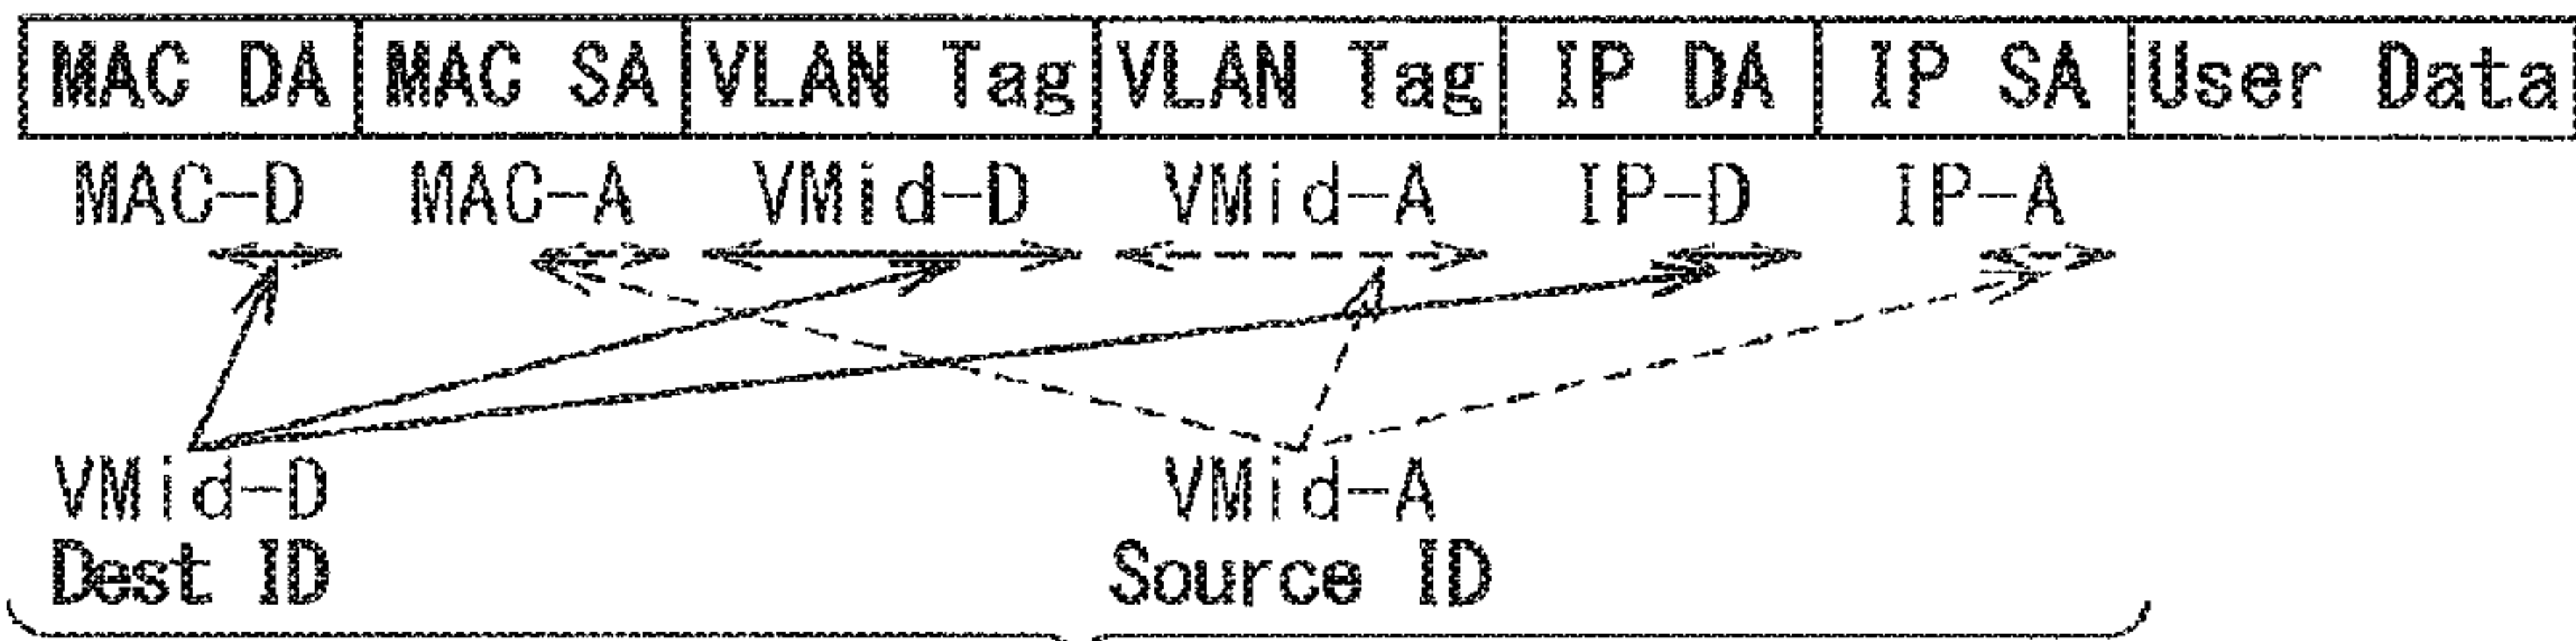 MAC DA MAC SA VLAN Tag VLAN Tag IP DA IP SA User Data
MAC-D MAC-A VMid-D VMid-A IP-D IP-A
VMid-D VMid-A
Dest ID Source ID